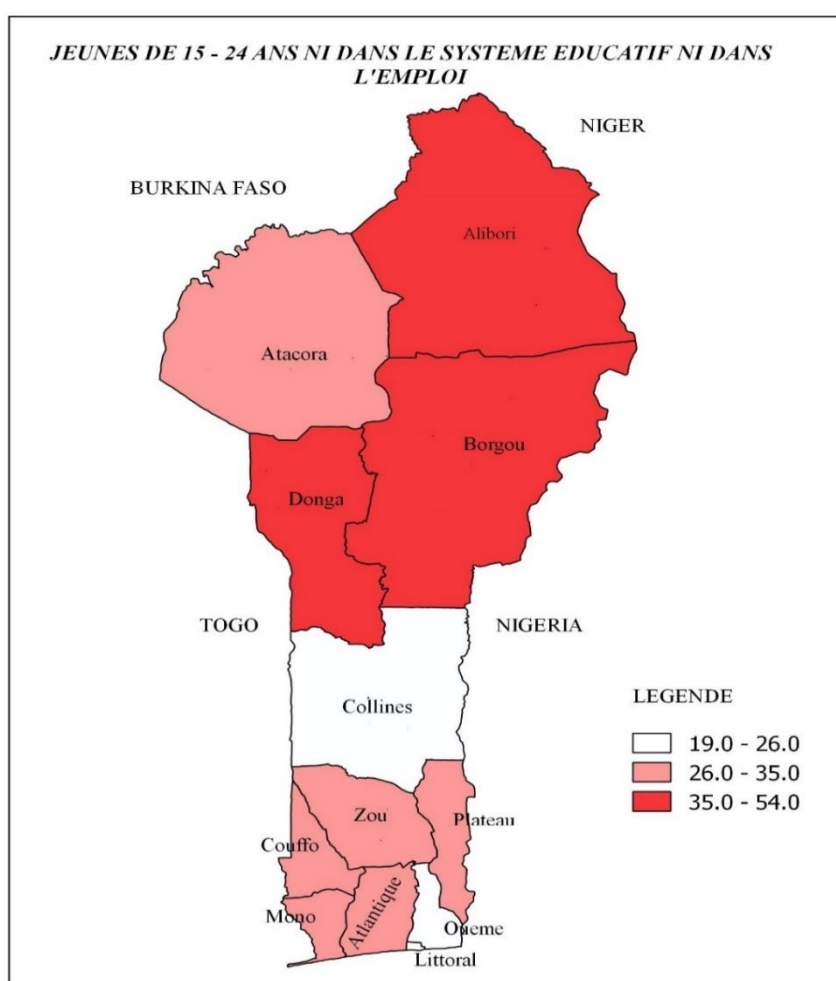 JEUNES DE 15 - 24 ANS NI DANS LE SYSTEME EDUCATIF NI DANS
L'EMPLOI
NIGER
BURKINA FASO
Alibori
Atacora
Borgou
Donga
TOGO
NIGERIA
Collines
LEGENDE
19.0 - 26.0
26.0 - 35.0
35.0 - 54.0
Zou
Plateau
Couffo
Atlantique
Mono
Oueme
Littoral